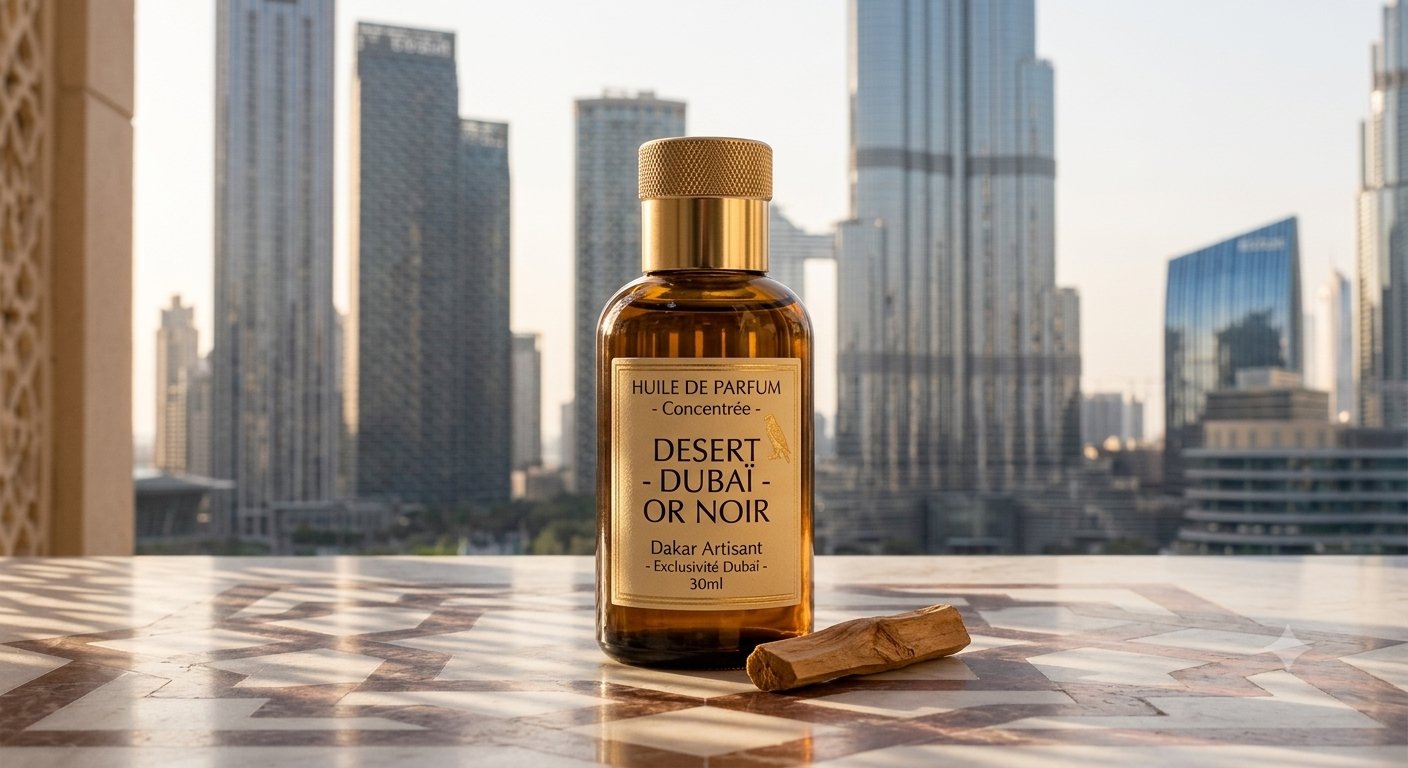 HUILE DE PARFUM
- Concentrée -
DESERT
- DUBAÏ -
OR NOIR
Dakar Artisant
- Exclusivité Dubaï -
30ml